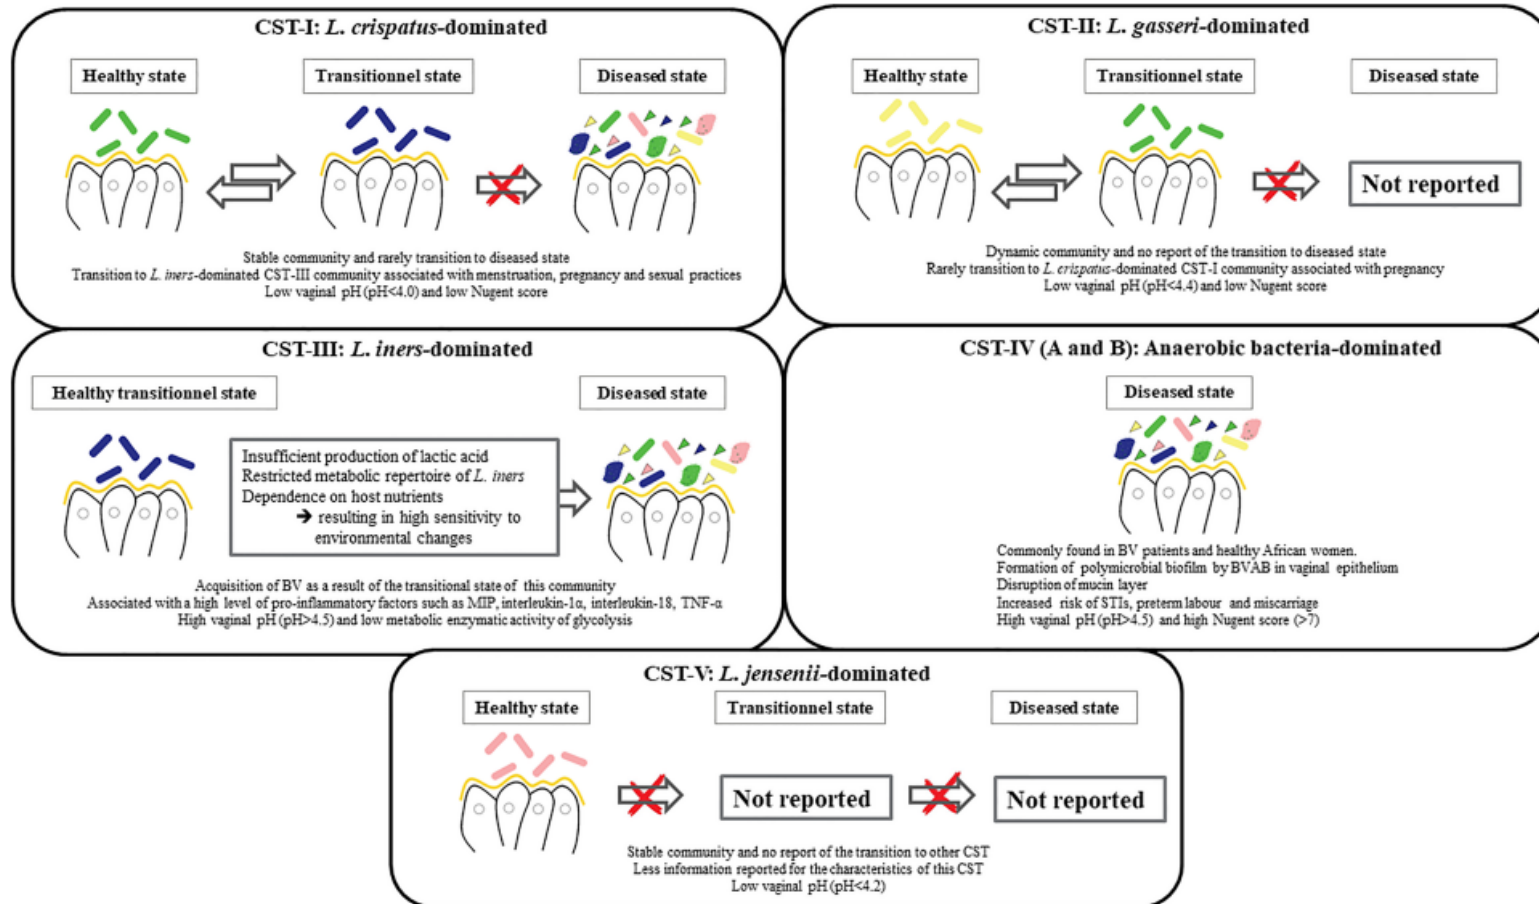 CST-I: L. crispatus-dominated
Healthy state
Transitionnel state
Diseased state
Stable community and rarely transition to diseased state
Transition to L. iners-dominated CST-III community associated with menstruation, pregnancy and sexual practices
Low vaginal pH (pH<4.0) and low Nugent score
CST-II: L. gasseri-dominated
Healthy state
Transitionnel state
Diseased state
Not reported
Dynamic community and no report of the transition to diseased state
Rarely transition to L. crispatus-dominated CST-I community associated with pregnancy
Low vaginal pH (pH<4.4) and low Nugent score
CST-III: L. iners-dominated
Healthy transitionnel state
Diseased state
Insufficient production of lactic acid
Restricted metabolic repertoire of L. iners
Dependence on host nutrients
➔ resulting in high sensitivity to
environmental changes
Acquisition of BV as a result of the transitional state of this community
Associated with a high level of pro-inflammatory factors such as MIP, interleukin-1α, interleukin-18, TNF-α
High vaginal pH (pH>4.5) and low metabolic enzymatic activity of glycolysis
CST-IV (A and B): Anaerobic bacteria-dominated
Diseased state
Commonly found in BV patients and healthy African women.
Formation of polymicrobial biofilm by BVAB in vaginal epithelium
Disruption of mucin layer
Increased risk of STIs, preterm labour and miscarriage
High vaginal pH (pH>4.5) and high Nugent score (>7)
CST-V: L. jensenii-dominated
Healthy state
Transitionnel state
Diseased state
Not reported
Not reported
Stable community and no report of the transition to other CST
Less information reported for the characteristics of this CST
Low vaginal pH (pH<4.2)